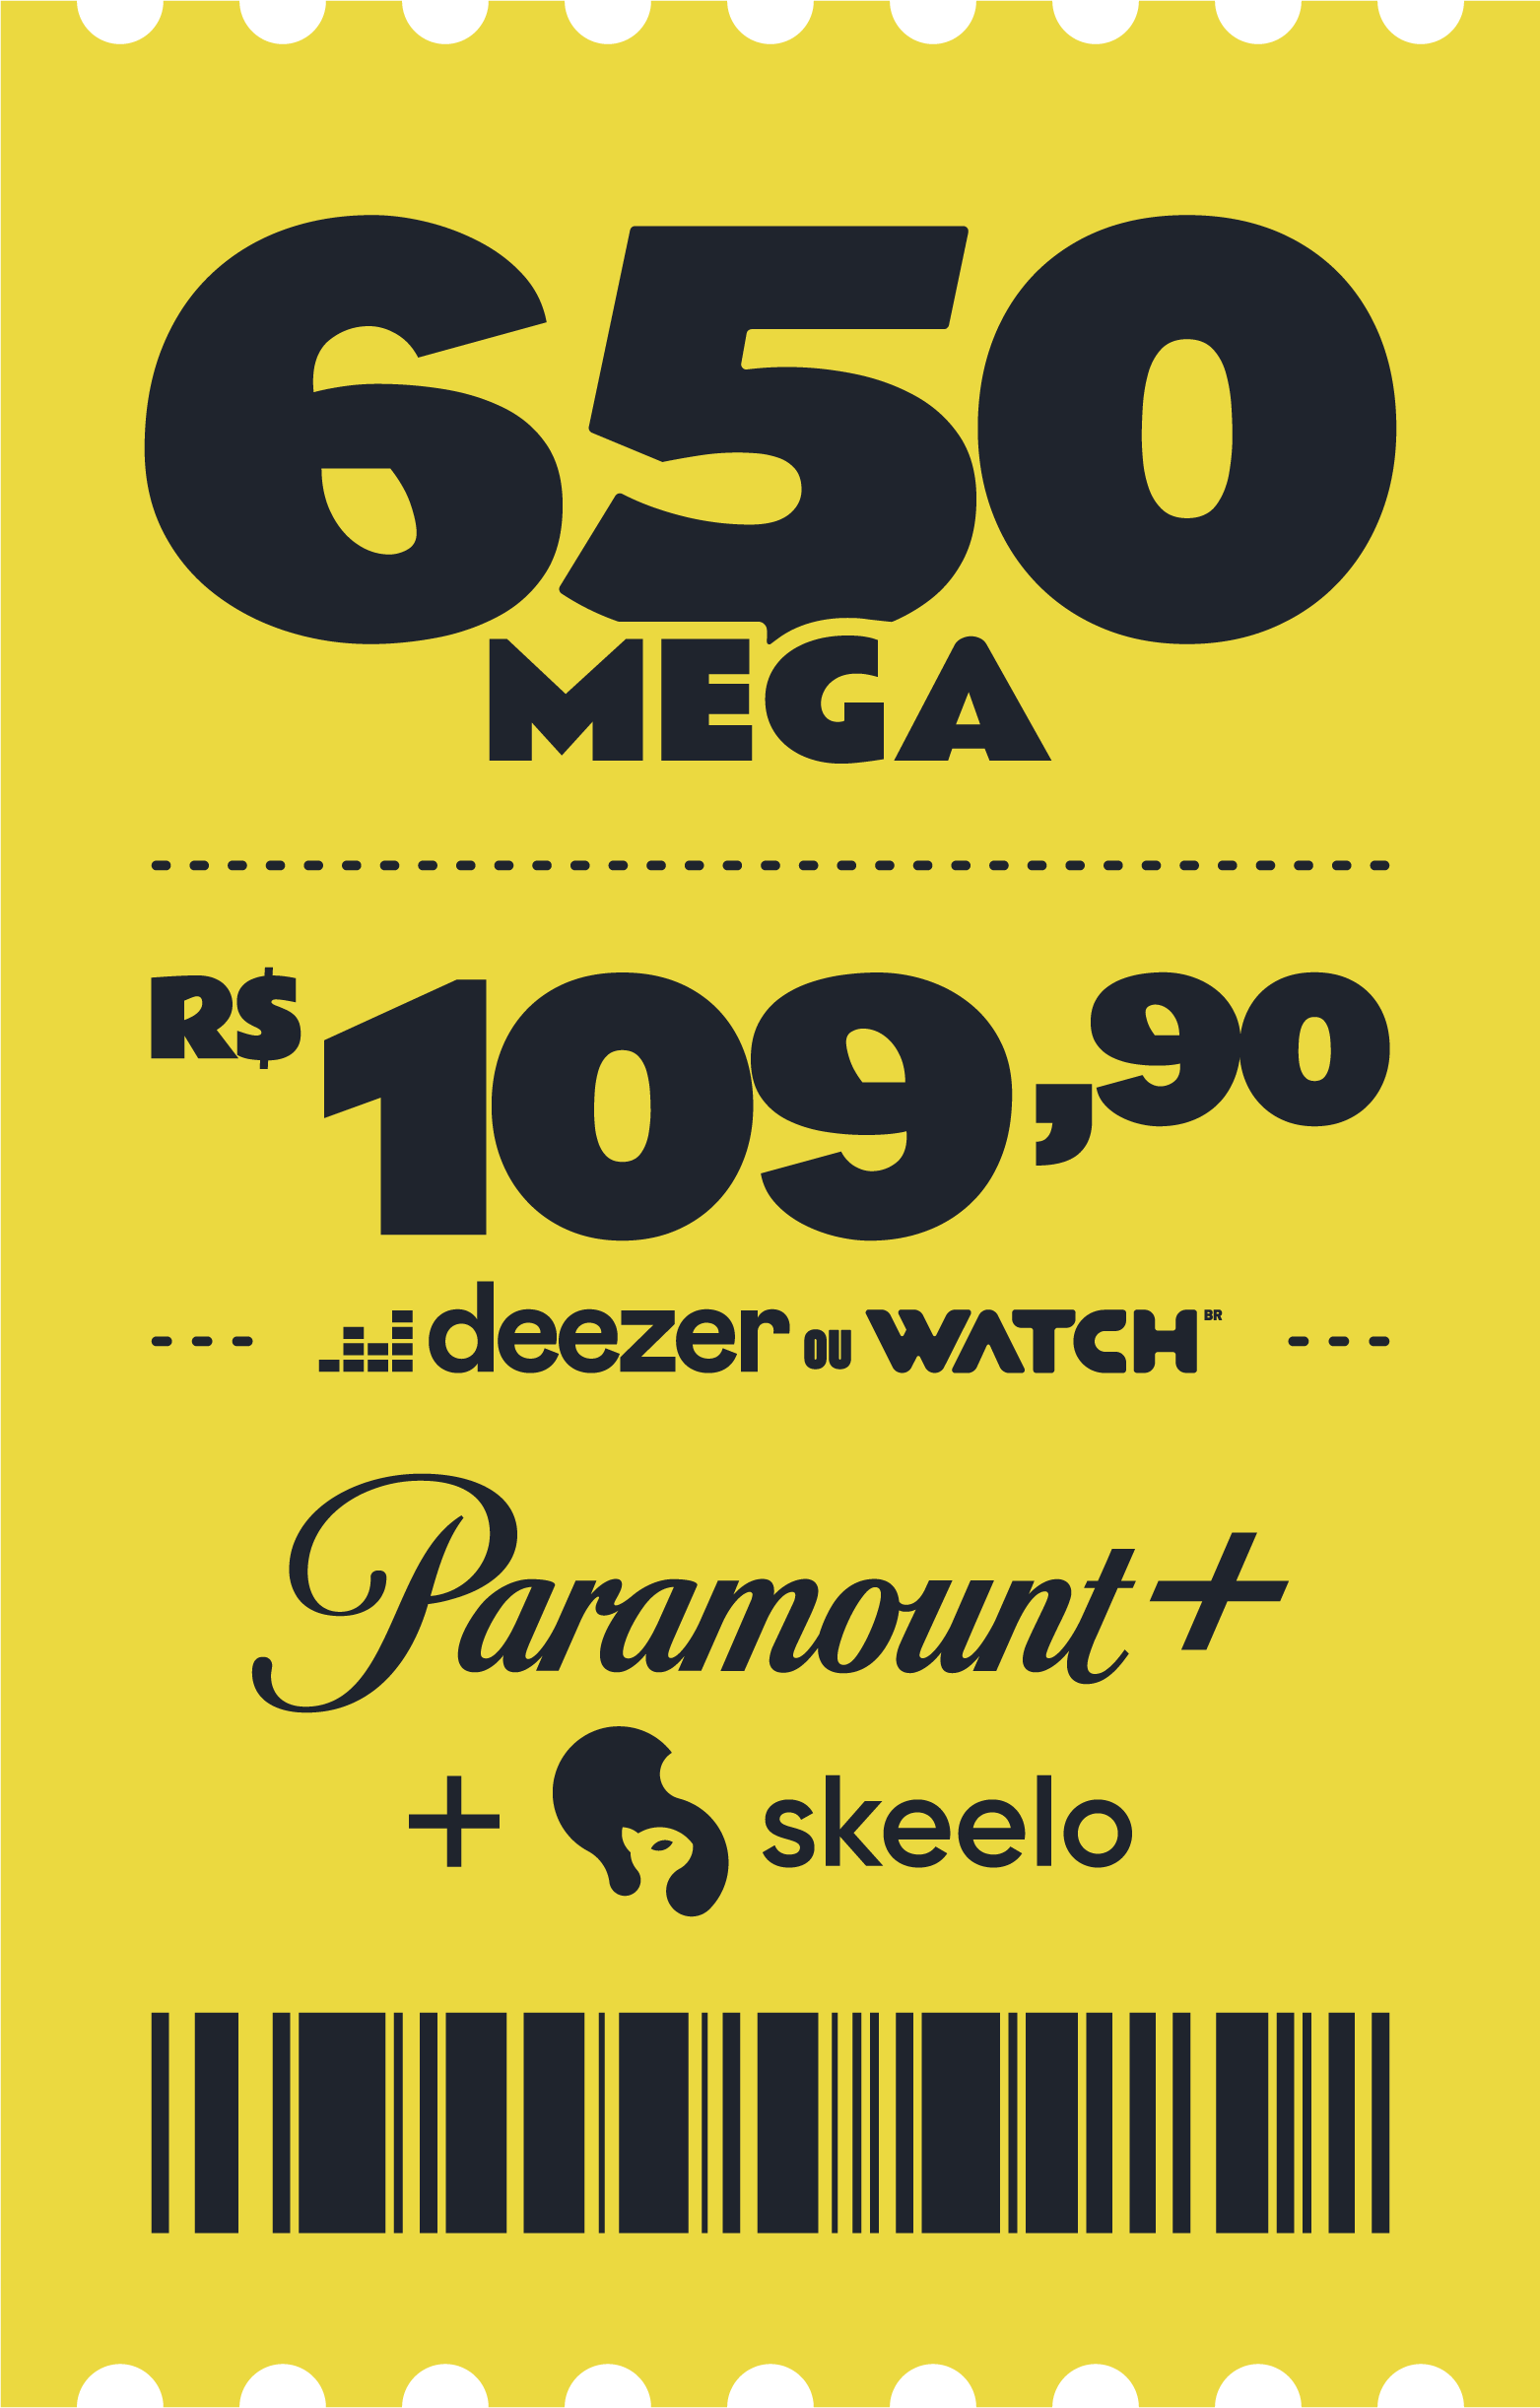 650
MEGA
R$109,90
deezer OU WATCH BR
Paramount+
+ skeelo